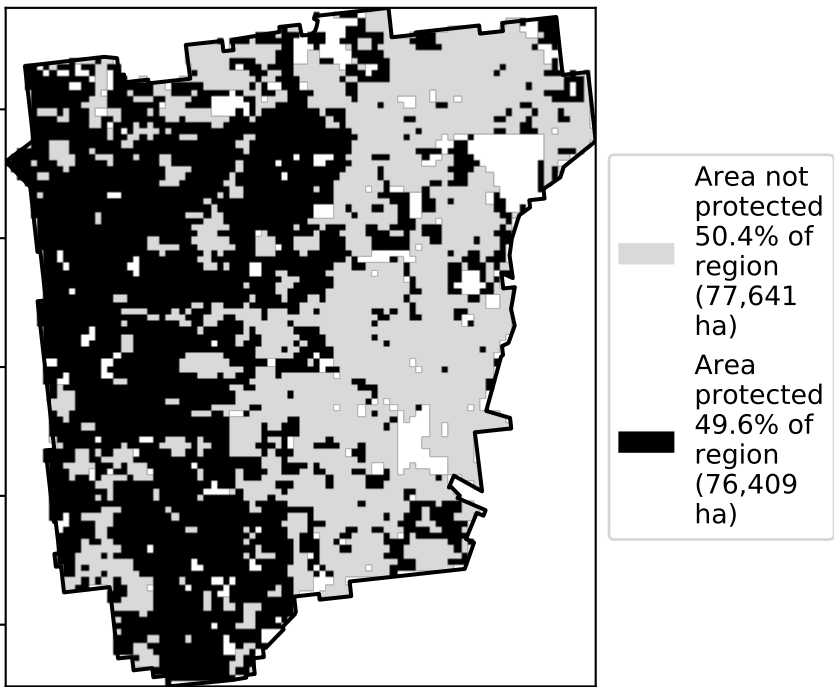 Area not
protected
50.4% of
region
(77,641
ha)
Area
protected
49.6% of
region
(76,409
ha)